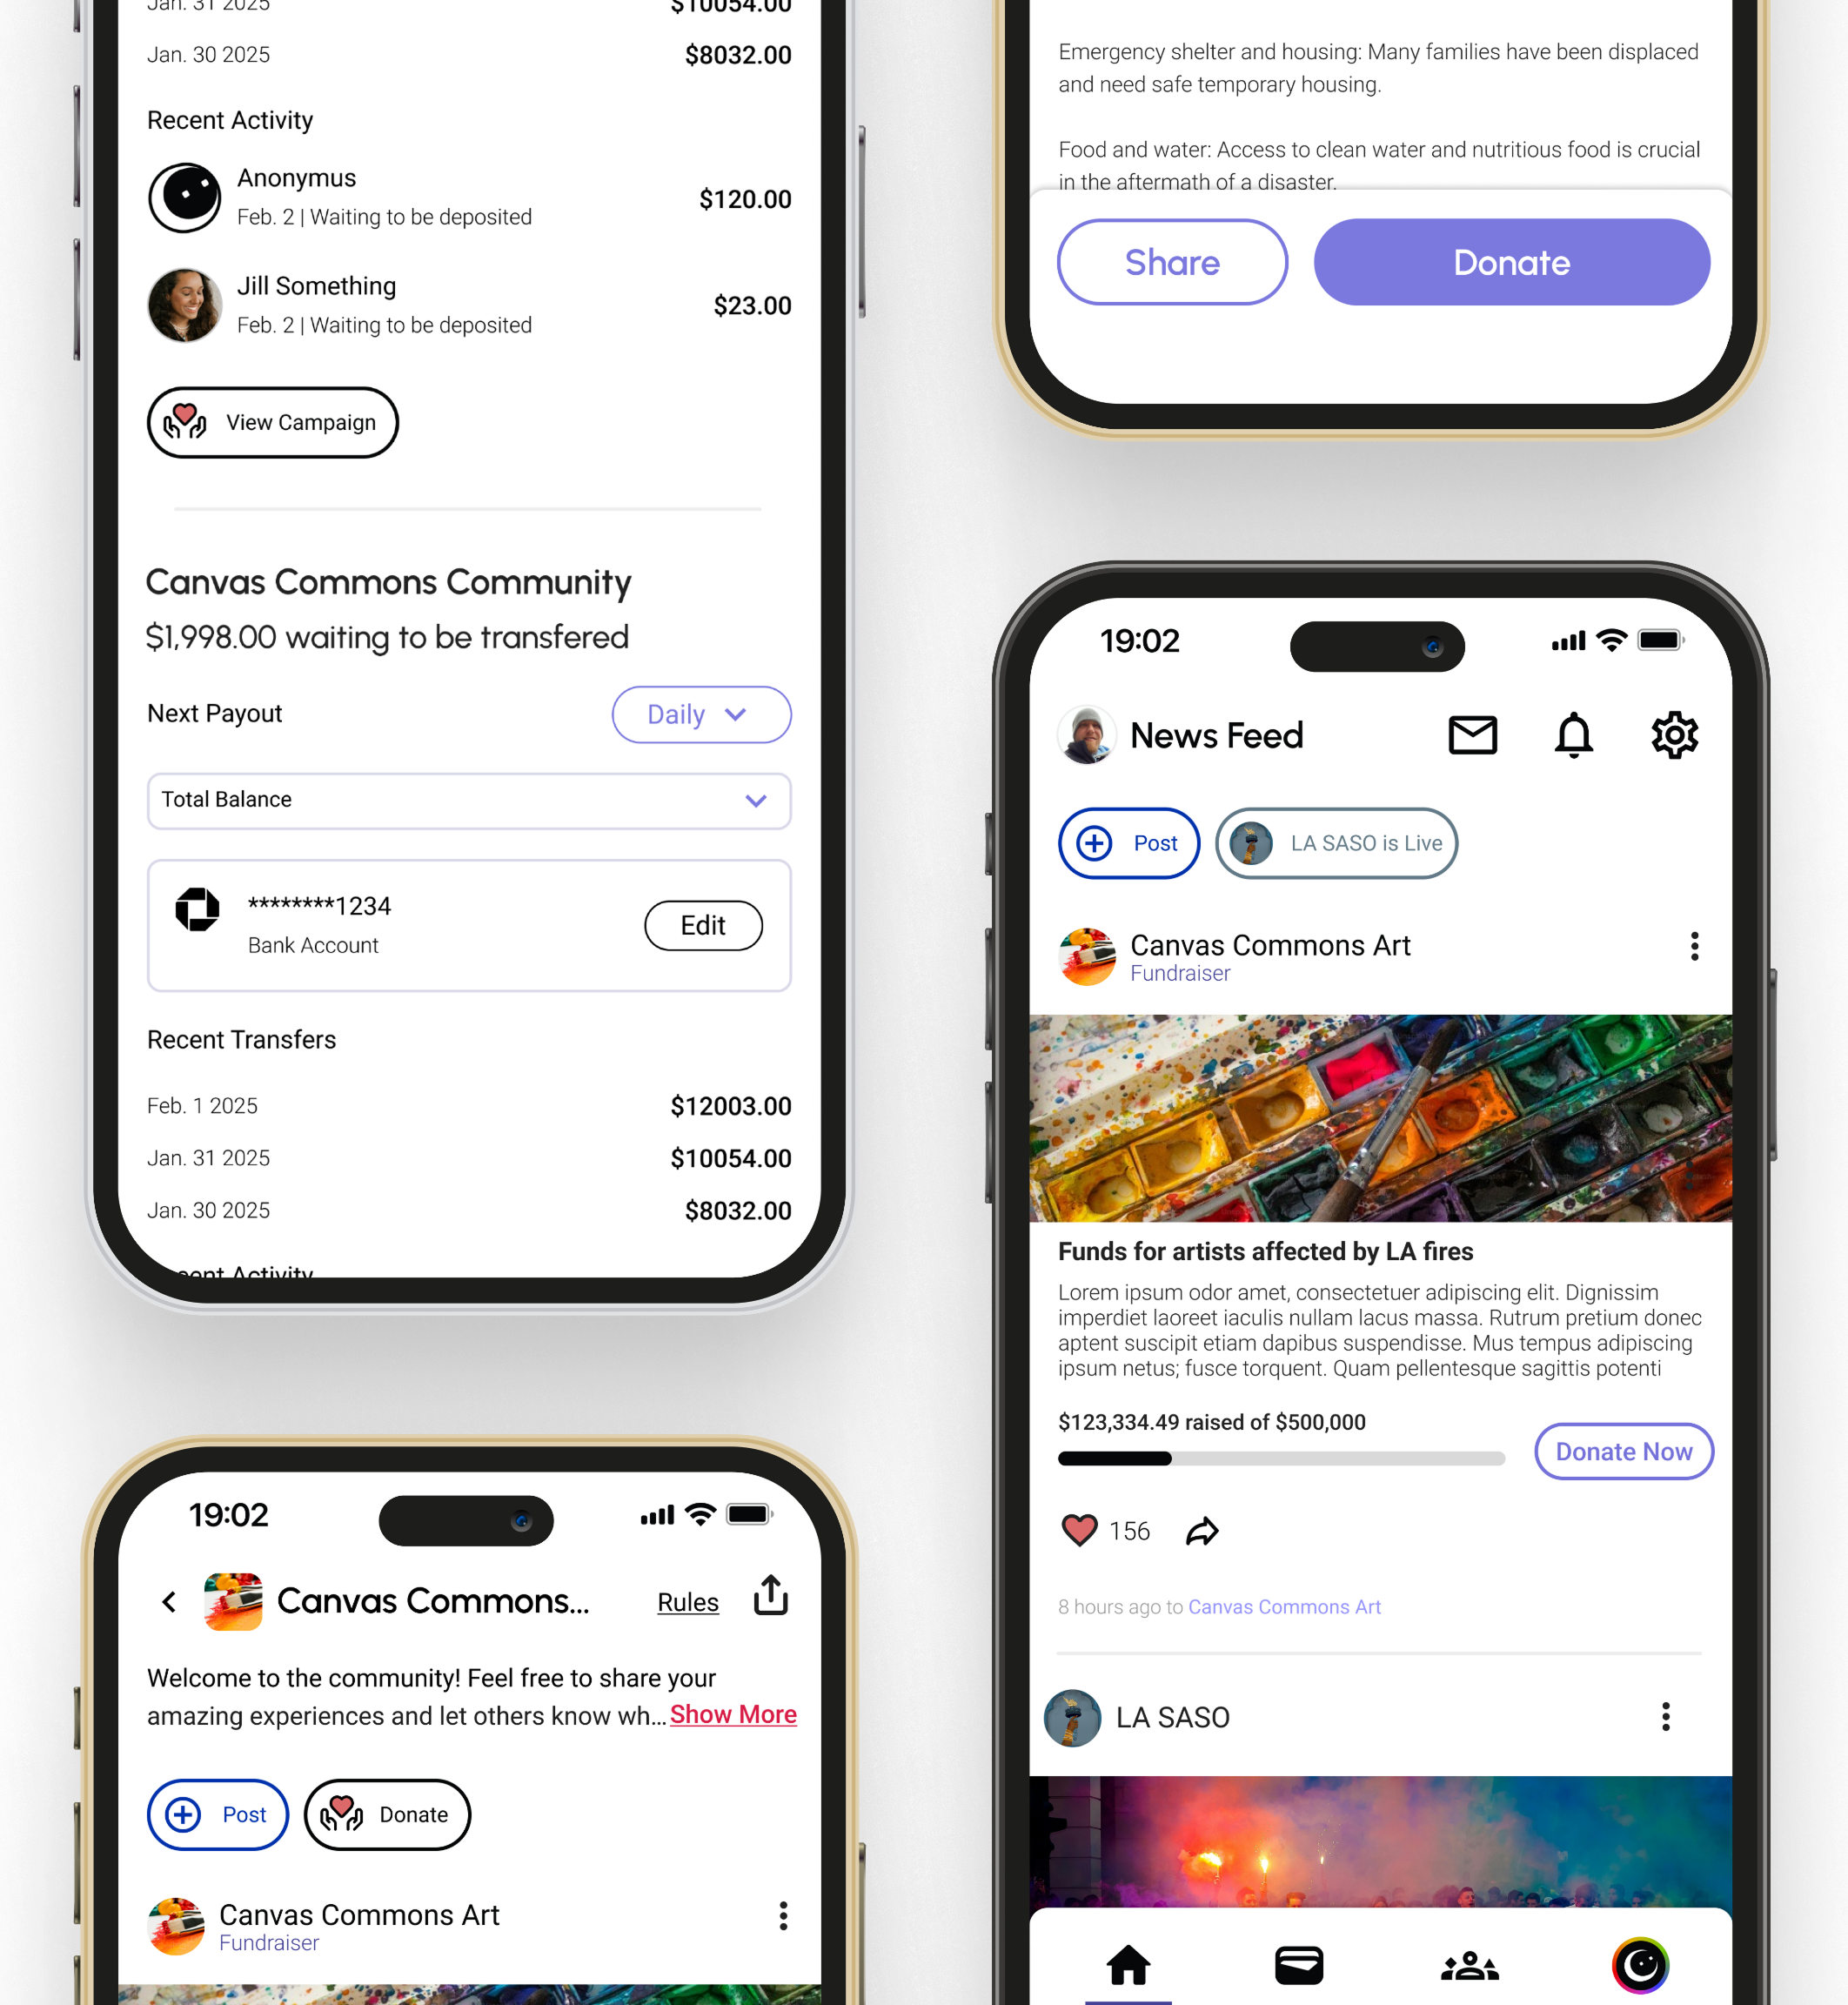 Jan. 31 2025 $10054.00
Jan. 30 2025 $8032.00
Recent Activity
Anonymus
Feb. 2 | Waiting to be deposited
$120.00
Jill Something
Feb. 2 | Waiting to be deposited
$23.00
View Campaign
Canvas Commons Community
$1,998.00 waiting to be transfered
Next Payout
Daily
Total Balance
********1234
Bank Account
Edit
Recent Transfers
Feb. 1 2025 $12003.00
Jan. 31 2025 $10054.00
Jan. 30 2025 $8032.00
Recent Activity
Emergency shelter and housing: Many families have been displaced
and need safe temporary housing.
Food and water: Access to clean water and nutritious food is crucial
in the aftermath of a disaster.
Share
Donate
19:02
News Feed
Post
LA SASO is Live
Canvas Commons Art
Fundraiser
Funds for artists affected by LA fires
Lorem ipsum odor amet, consectetuer adipiscing elit. Dignissim
imperdiet laoreet iaculis nullam lacus massa. Rutrum pretium donec
aptent suscipit etiam dapibus suspendisse. Mus tempus adipiscing
ipsum netus; fusce torquent. Quam pellentesque sagittis potenti
$123,334.49 raised of $500,000
Donate Now
156
8 hours ago to Canvas Commons Art
LA SASO
19:02
Canvas Commons...
Rules
Welcome to the community! Feel free to share your
amazing experiences and let others know wh... Show More
Post
Donate
Canvas Commons Art
Fundraiser